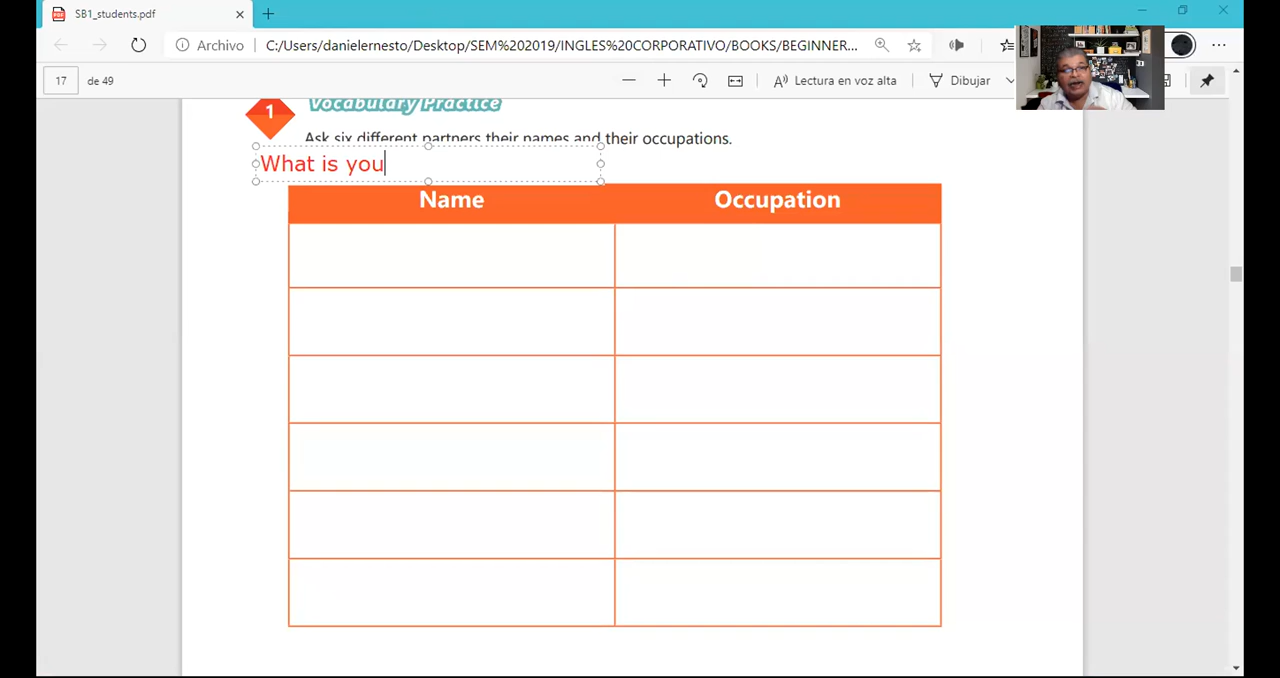 SB1_students.pdf
Archivo C:/Users/danielernesto/Desktop/SEM%202019/INGLES%20CORPORATIVO/BOOKS/BEGINNER...
17 de 49 Lectura en voz alta Dibujar
1 Vocabulary Practice
Ask six different partners their names and their occupations.
What is you
Name Occupation